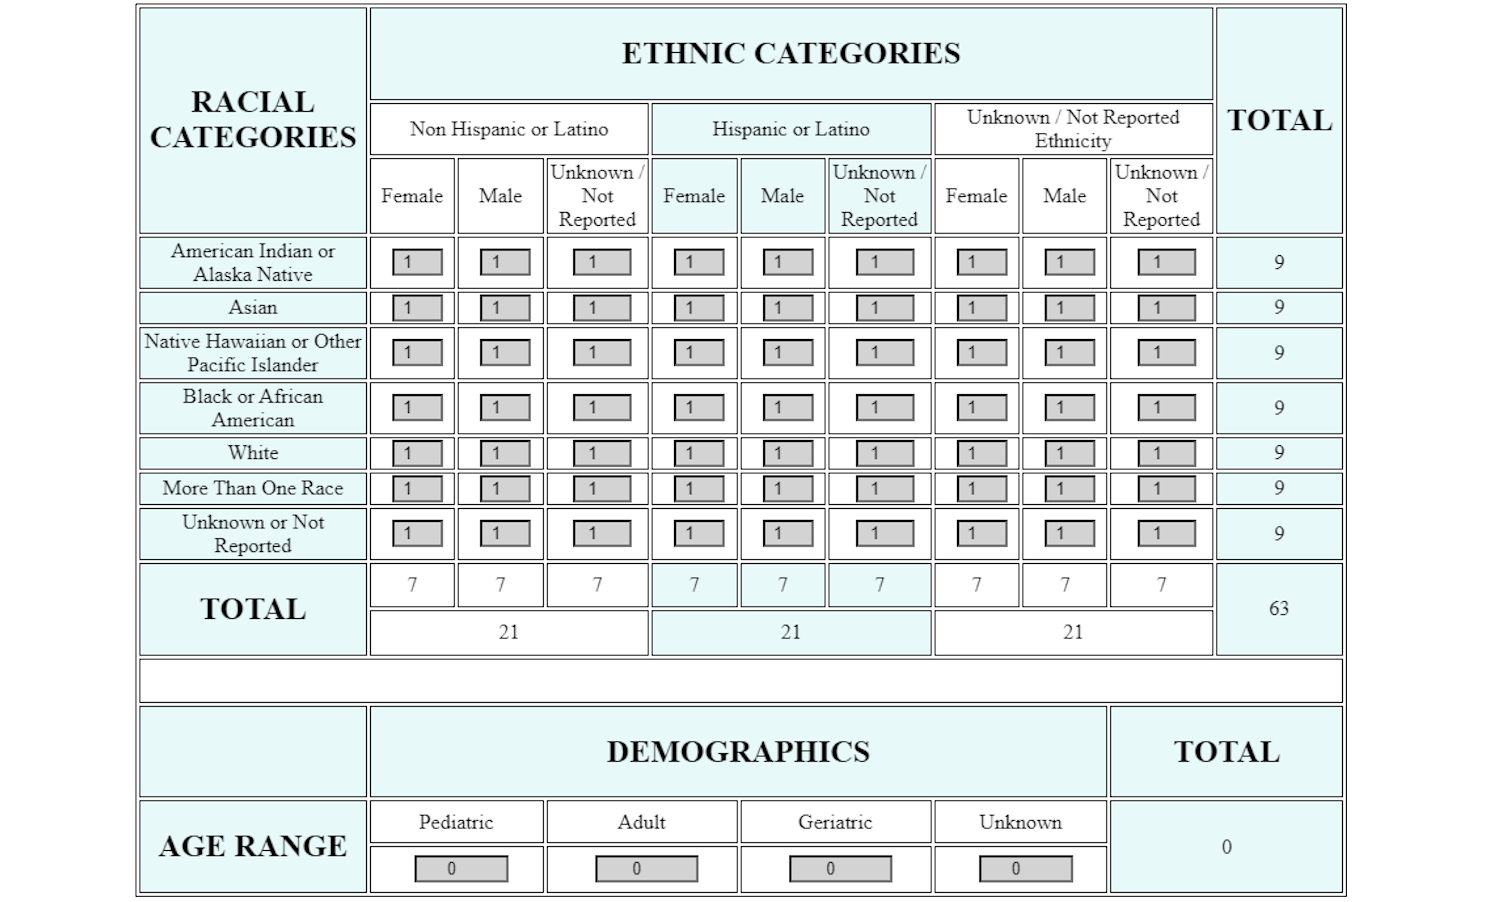 RACIAL
CATEGORIES
ETHNIC CATEGORIES
TOTAL
Non Hispanic or Latino
Hispanic or Latino
Unknown / Not Reported
Ethnicity
Female
Male
Unknown /
Not
Reported
Female
Male
Unknown /
Not
Reported
Female
Male
Unknown /
Not
Reported
American Indian or
Alaska Native
1 1 1 1 1 1 1 1 1 9
Asian 1 1 1 1 1 1 1 1 1 9
Native Hawaiian or Other
Pacific Islander
1 1 1 1 1 1 1 1 1 9
Black or African
American
1 1 1 1 1 1 1 1 1 9
White 1 1 1 1 1 1 1 1 1 9
More Than One Race 1 1 1 1 1 1 1 1 1 9
Unknown or Not
Reported
1 1 1 1 1 1 1 1 1 9
TOTAL
7 7 7 7 7 7 7 7 7
21 21 21
63
DEMOGRAPHICS
TOTAL
AGE RANGE
Pediatric Adult Geriatric Unknown
0 0 0 0
0